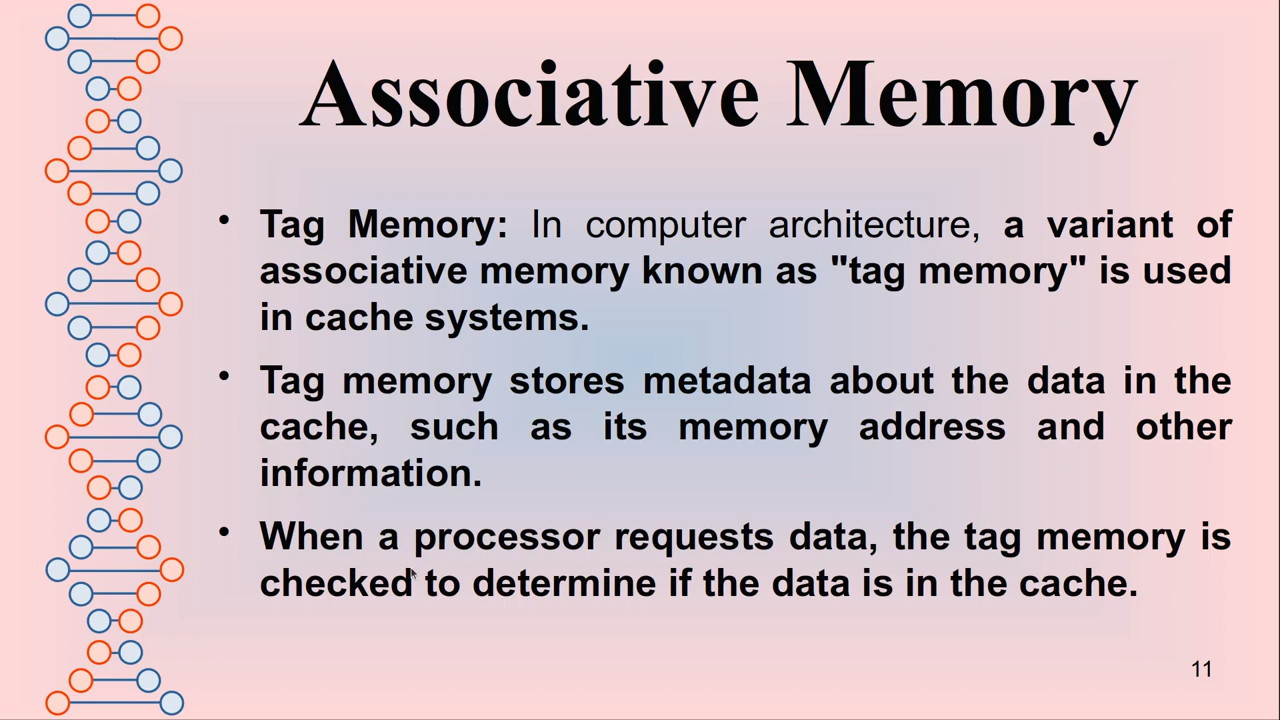 Associative Memory
• Tag Memory: In computer architecture, a variant of
associative memory known as "tag memory" is used
in cache systems.
• Tag memory stores metadata about the data in the
cache, such as its memory address and other
information.
• When a processor requests data, the tag memory is
checked to determine if the data is in the cache.
11